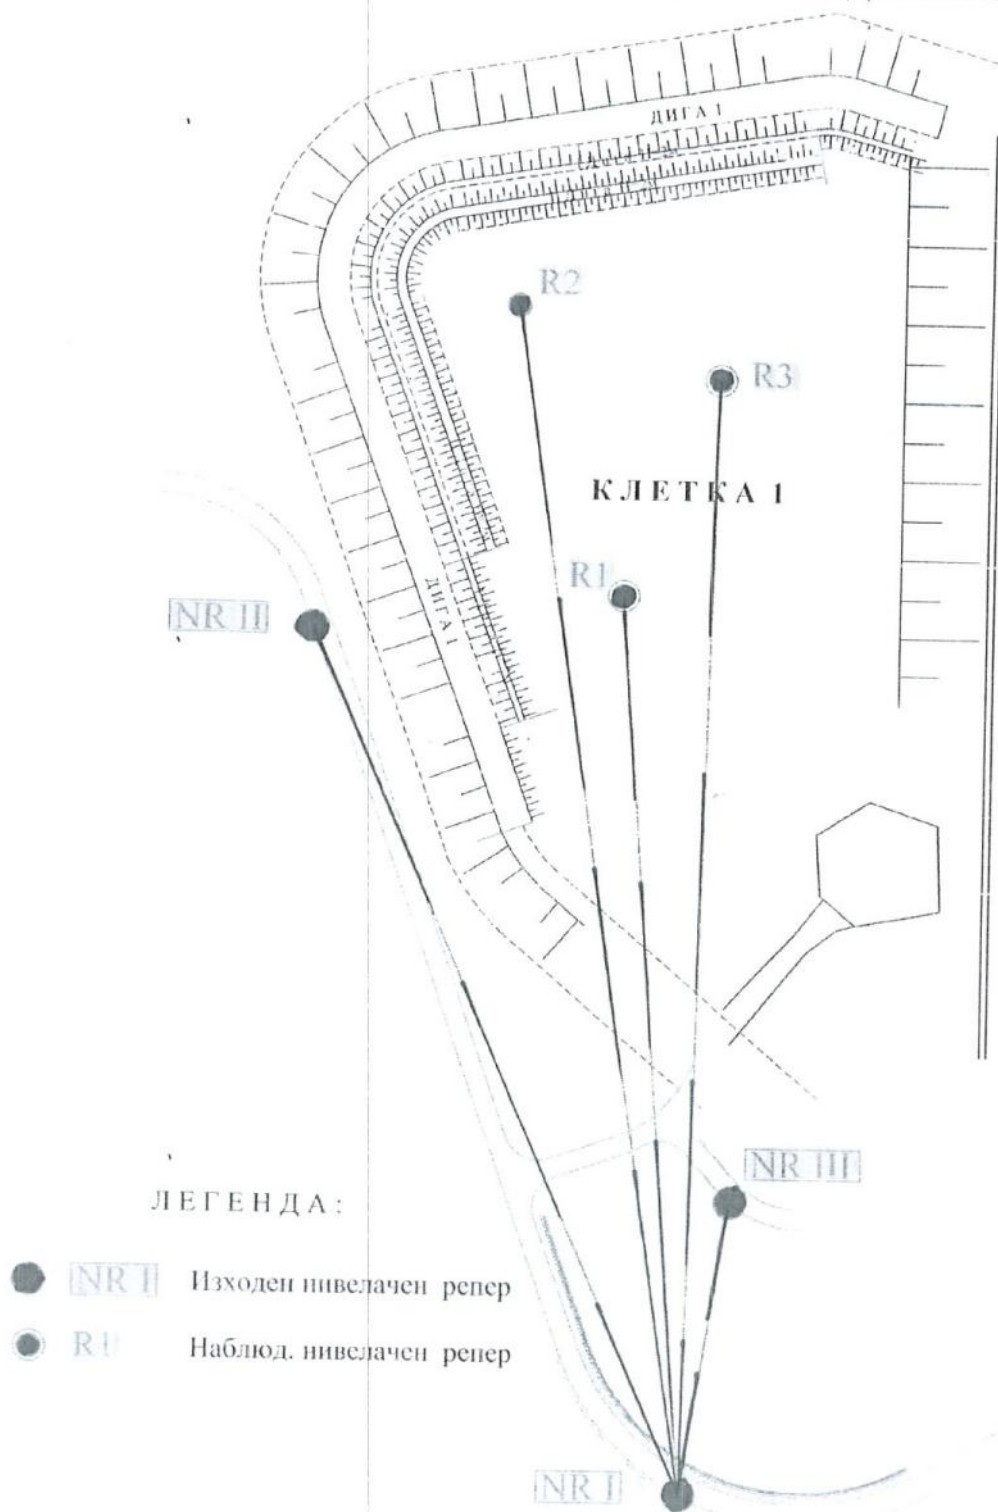 ДИГА 1
R2
R3
КЛЕТКА 1
R1
ДИГА 1
NR II
NR III
ЛЕГЕНДА:
NR I Изходен нивелачен репер
R1 Наблюд. нивелачен репер
NR I